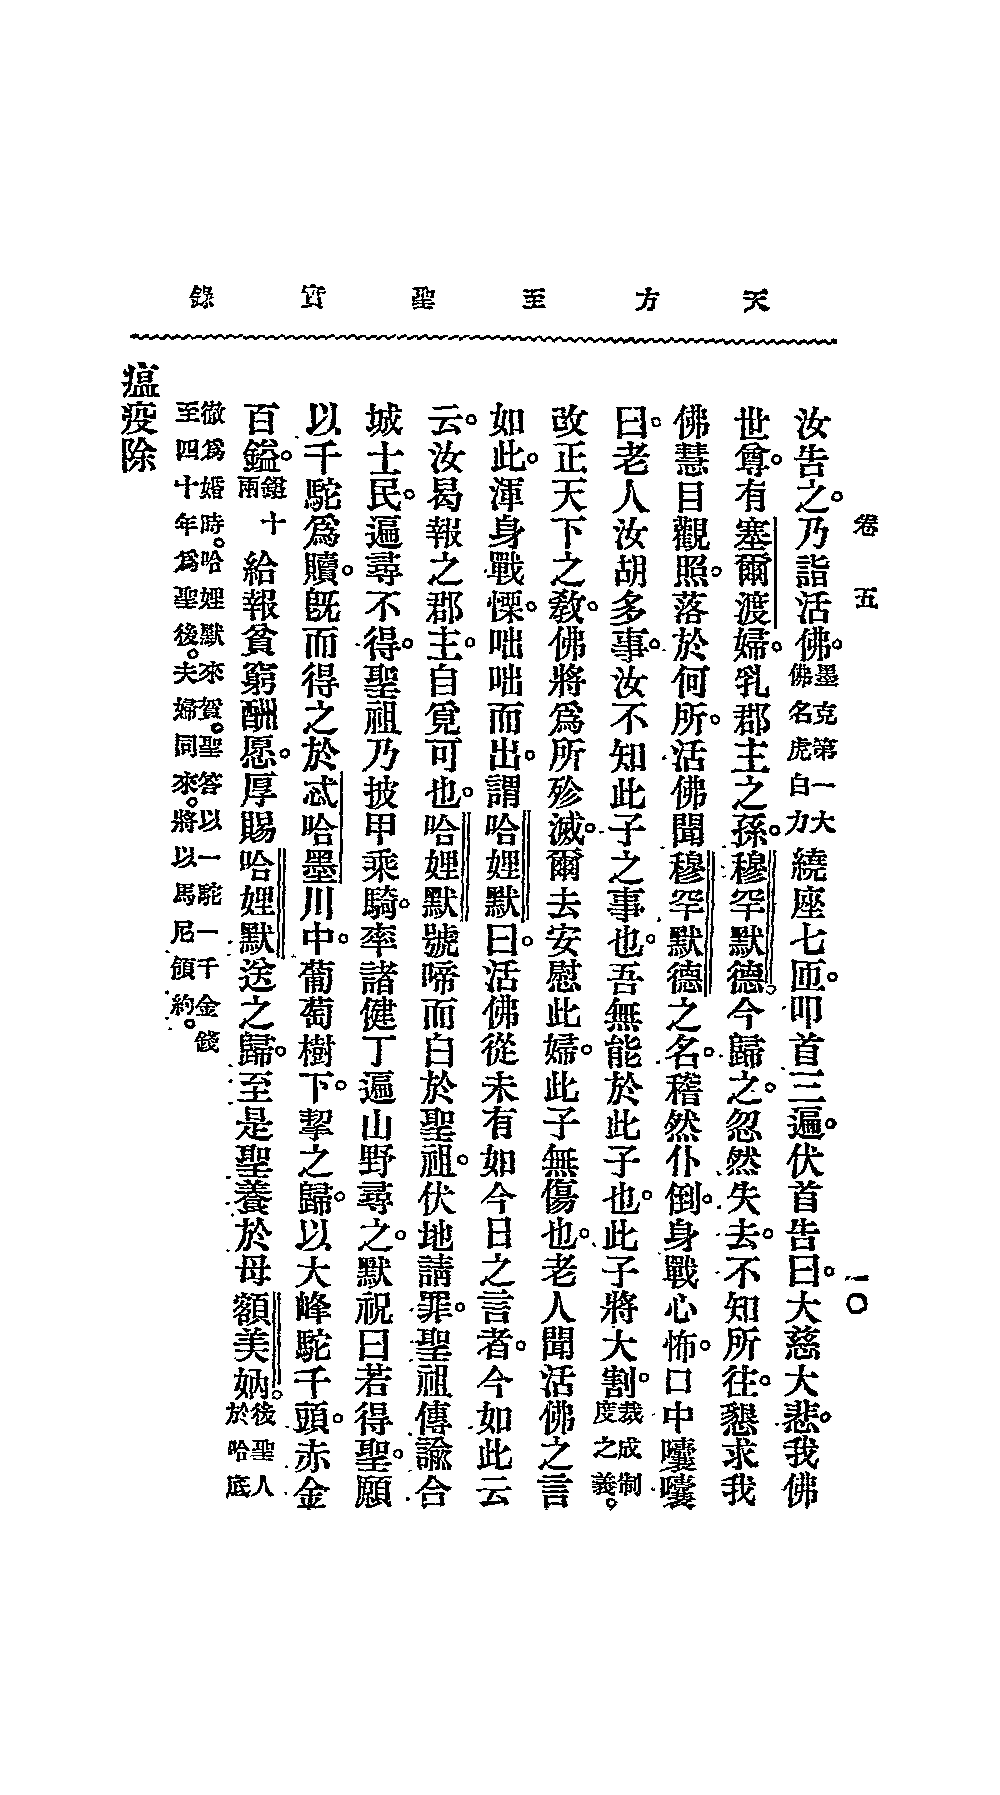 天方至聖實錄
卷五
一〇
汝告之。乃詣活佛。墨克第一大佛名虎白力繞座七匝。叩首三遍。伏首告曰。大慈大悲。我佛
世尊。有塞爾渡婦。乳郡主之孫。穆罕默德。今歸之。忽然失去。不知所往。懇求我
佛慧目觀照。落於何所。活佛聞穆罕默德之名。稽然仆倒。身戰心怖。口中囔囔
曰。老人汝胡多事。汝不知此子之事也。吾無能於此子也。此子將大割。裁成制度之義。
改正天下之敎。佛將爲所殄滅。爾去安慰此婦。此子無傷也。老人聞活佛之言
如此。渾身戰慄。咄咄而出。謂哈娌默曰。活佛從未有如今日之言者。今如此云
云。汝曷報之郡主。自覓可也。哈娌默號啼而白於聖祖。伏地請罪。聖祖傳諭合
城士民。遍尋不得。聖祖乃披甲乘騎。率諸健丁遍山野尋之。默祝曰若得聖。願
以千駝爲贖。旣而得之於忒哈墨川中。葡萄樹下。挈之歸。以大峰駝千頭。赤金
百鎰。鎰十兩給報貧窮酬愿。厚賜哈娌默送之歸。至是聖養於母額美妠。後聖人於哈底
徹爲婚時。哈娌默來賀。聖答以一駝一千金錢
至四十年爲聖後。夫婦同來。將以馬尼領約。
瘟疫除